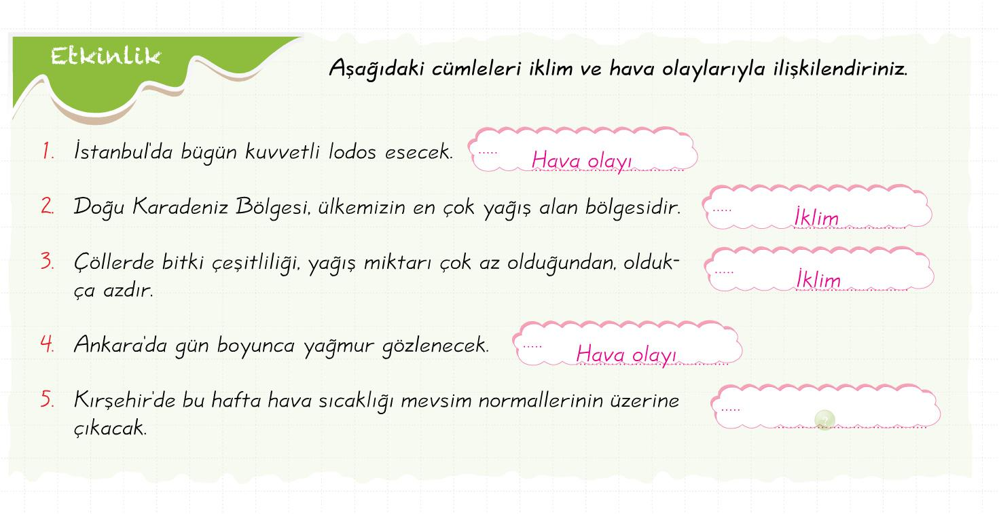 Etkinlik
Aşağıdaki cümleleri iklim ve hava olaylarıyla ilişkilendiriniz.
1. İstanbul'da bügün kuvvetli lodos esecek. ..... Hava olayı
2. Doğu Karadeniz Bölgesi, ülkemizin en çok yağış alan bölgesidir. ..... İklim
3. Çöllerde bitki çeşitliliği, yağış miktarı çok az olduğundan, olduk- ..... İklim
ça azdır.
4. Ankara'da gün boyunca yağmur gözlenecek. ..... Hava olayı
5. Kırşehir'de bu hafta hava sıcaklığı mevsim normallerinin üzerine ..... ?
çıkacak.